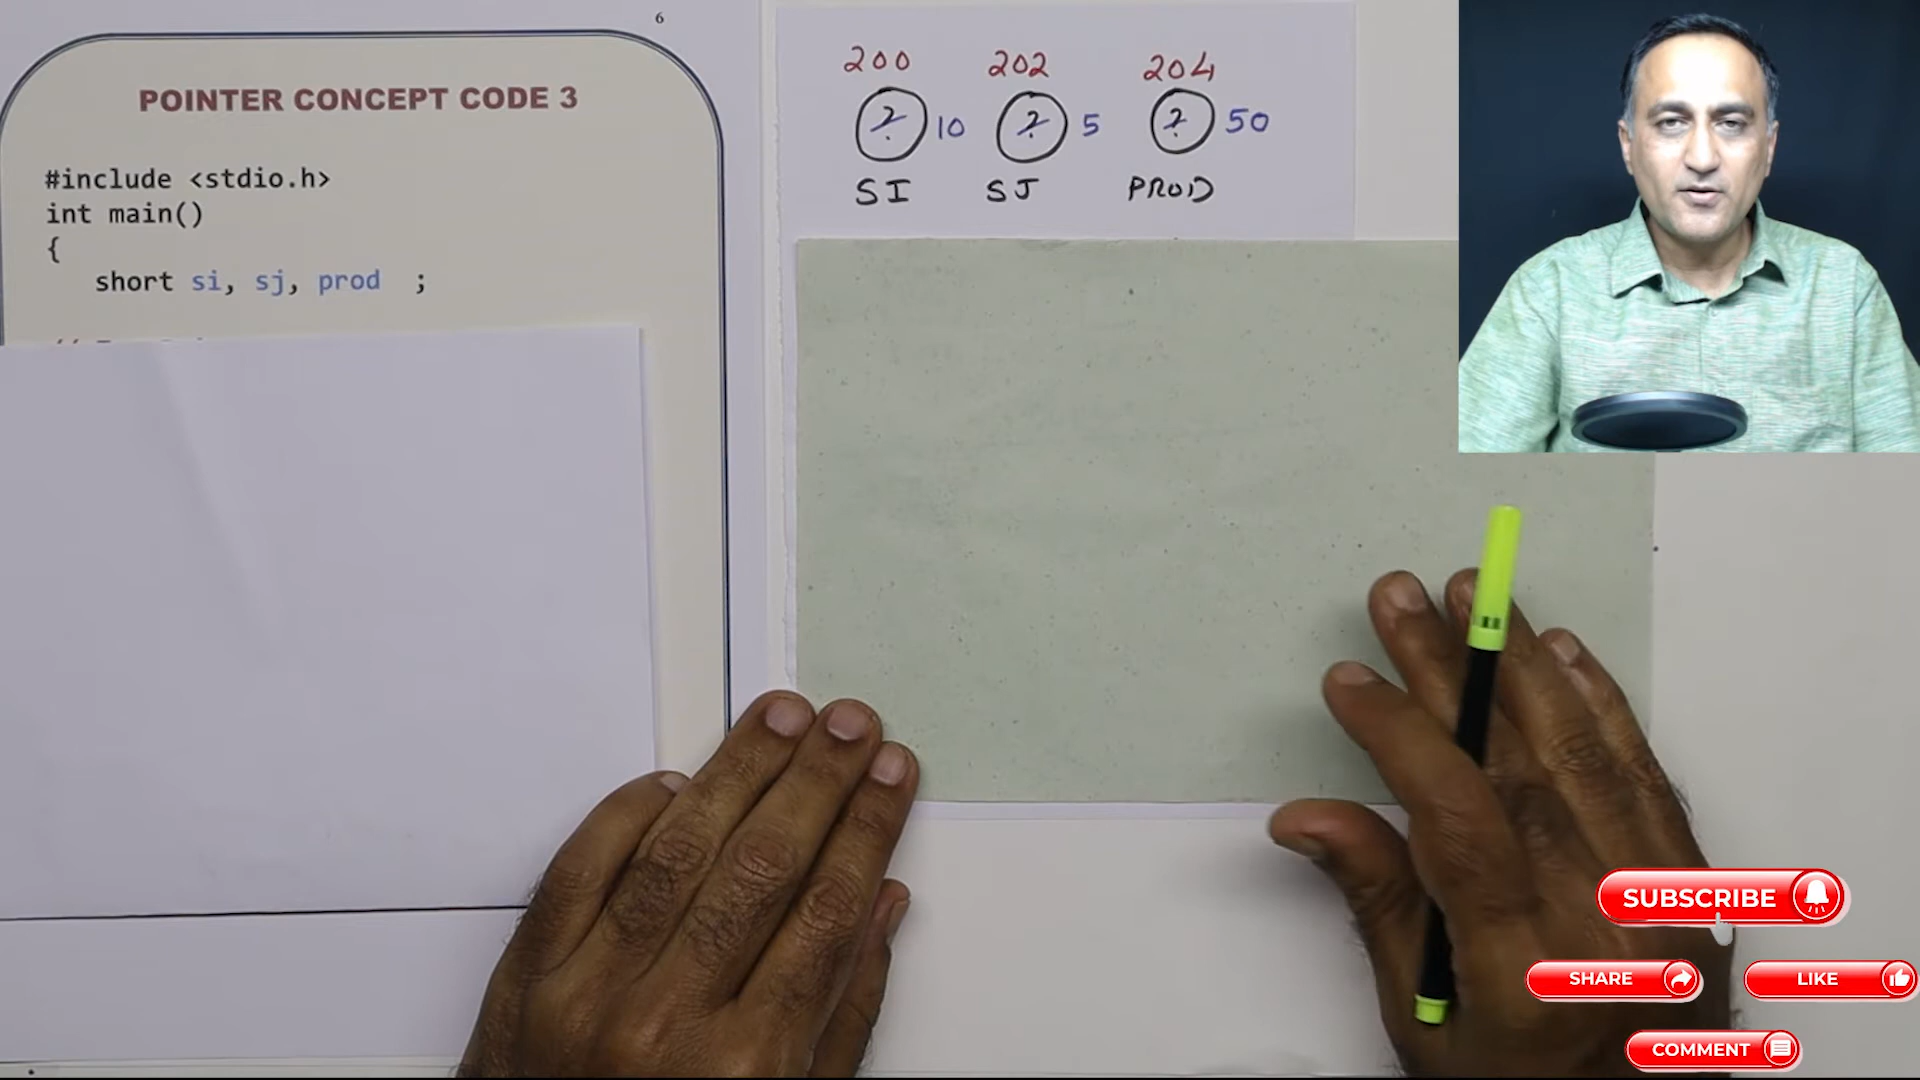 6
POINTER CONCEPT CODE 3
#include <stdio.h>
int main()
{
short si, sj, prod ;
200 202 204
? 10 ? 5 ? 50
SI SJ PROD
SUBSCRIBE
SHARE LIKE
COMMENT